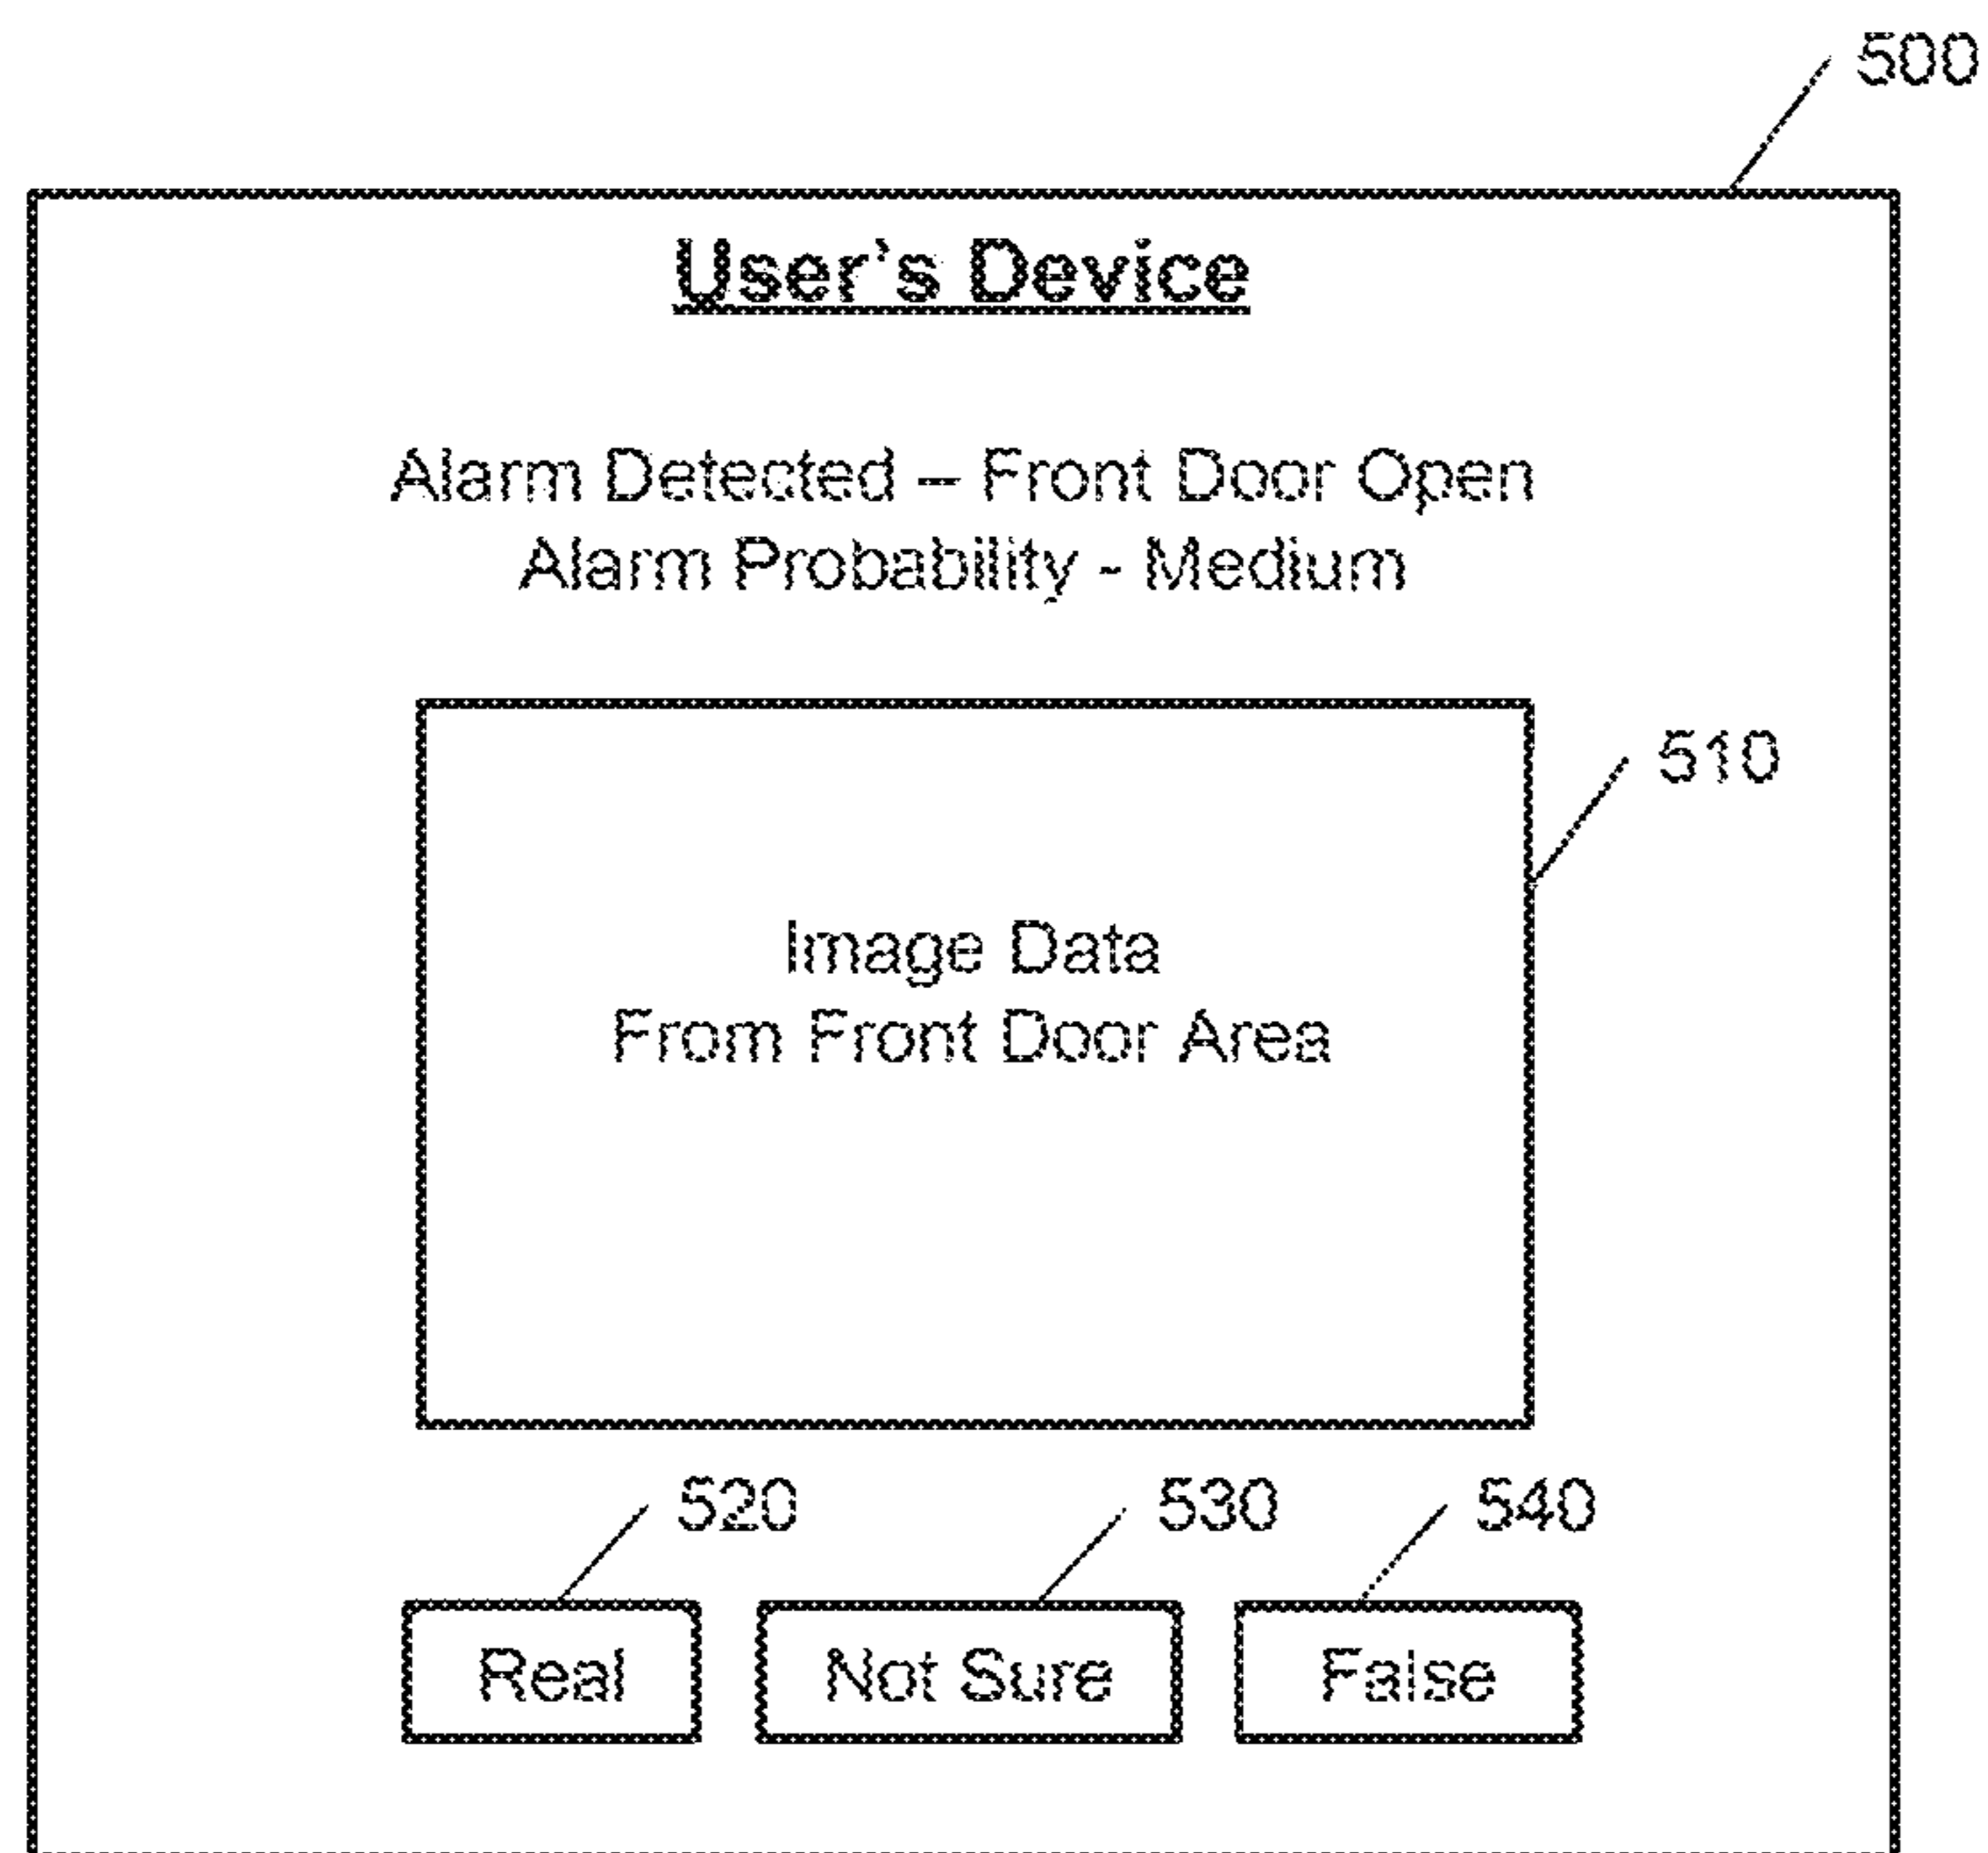 500
User's Device
Alarm Detected – Front Door Open
Alarm Probability - Medium
510
Image Data
From Front Door Area
520 530 540
Real Not Sure False